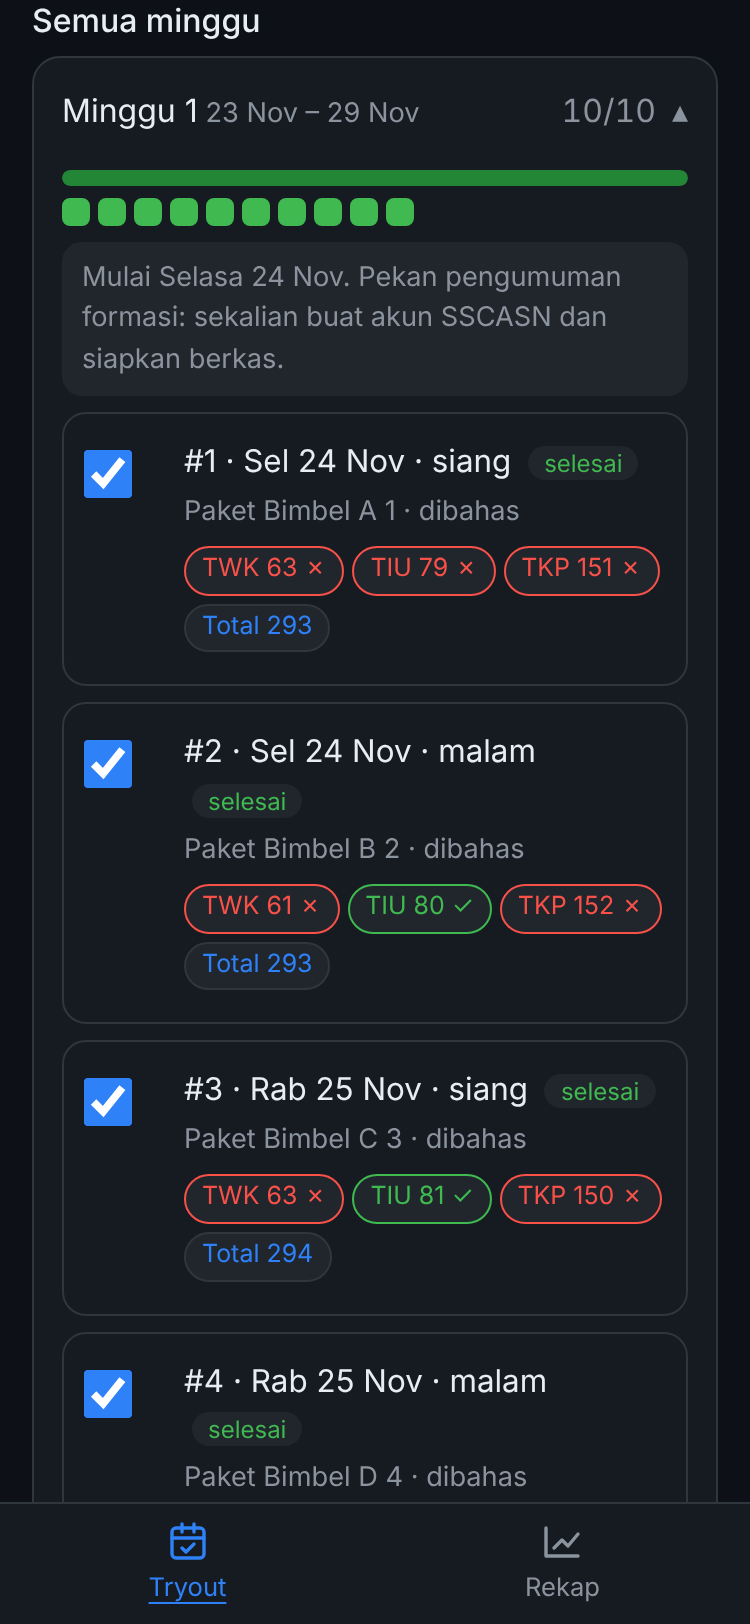 Semua minggu
Minggu 1 23 Nov – 29 Nov 10/10 ▲
Mulai Selasa 24 Nov. Pekan pengumuman
formasi: sekalian buat akun SSCASN dan
siapkan berkas.
#1 · Sel 24 Nov · siang selesai
Paket Bimbel A 1 · dibahas
TWK 63 × TIU 79 × TKP 151 ×
Total 293
#2 · Sel 24 Nov · malam
selesai
Paket Bimbel B 2 · dibahas
TWK 61 × TIU 80 ✓ TKP 152 ×
Total 293
#3 · Rab 25 Nov · siang selesai
Paket Bimbel C 3 · dibahas
TWK 63 × TIU 81 ✓ TKP 150 ×
Total 294
#4 · Rab 25 Nov · malam
selesai
Paket Bimbel D 4 · dibahas
Tryout Rekap